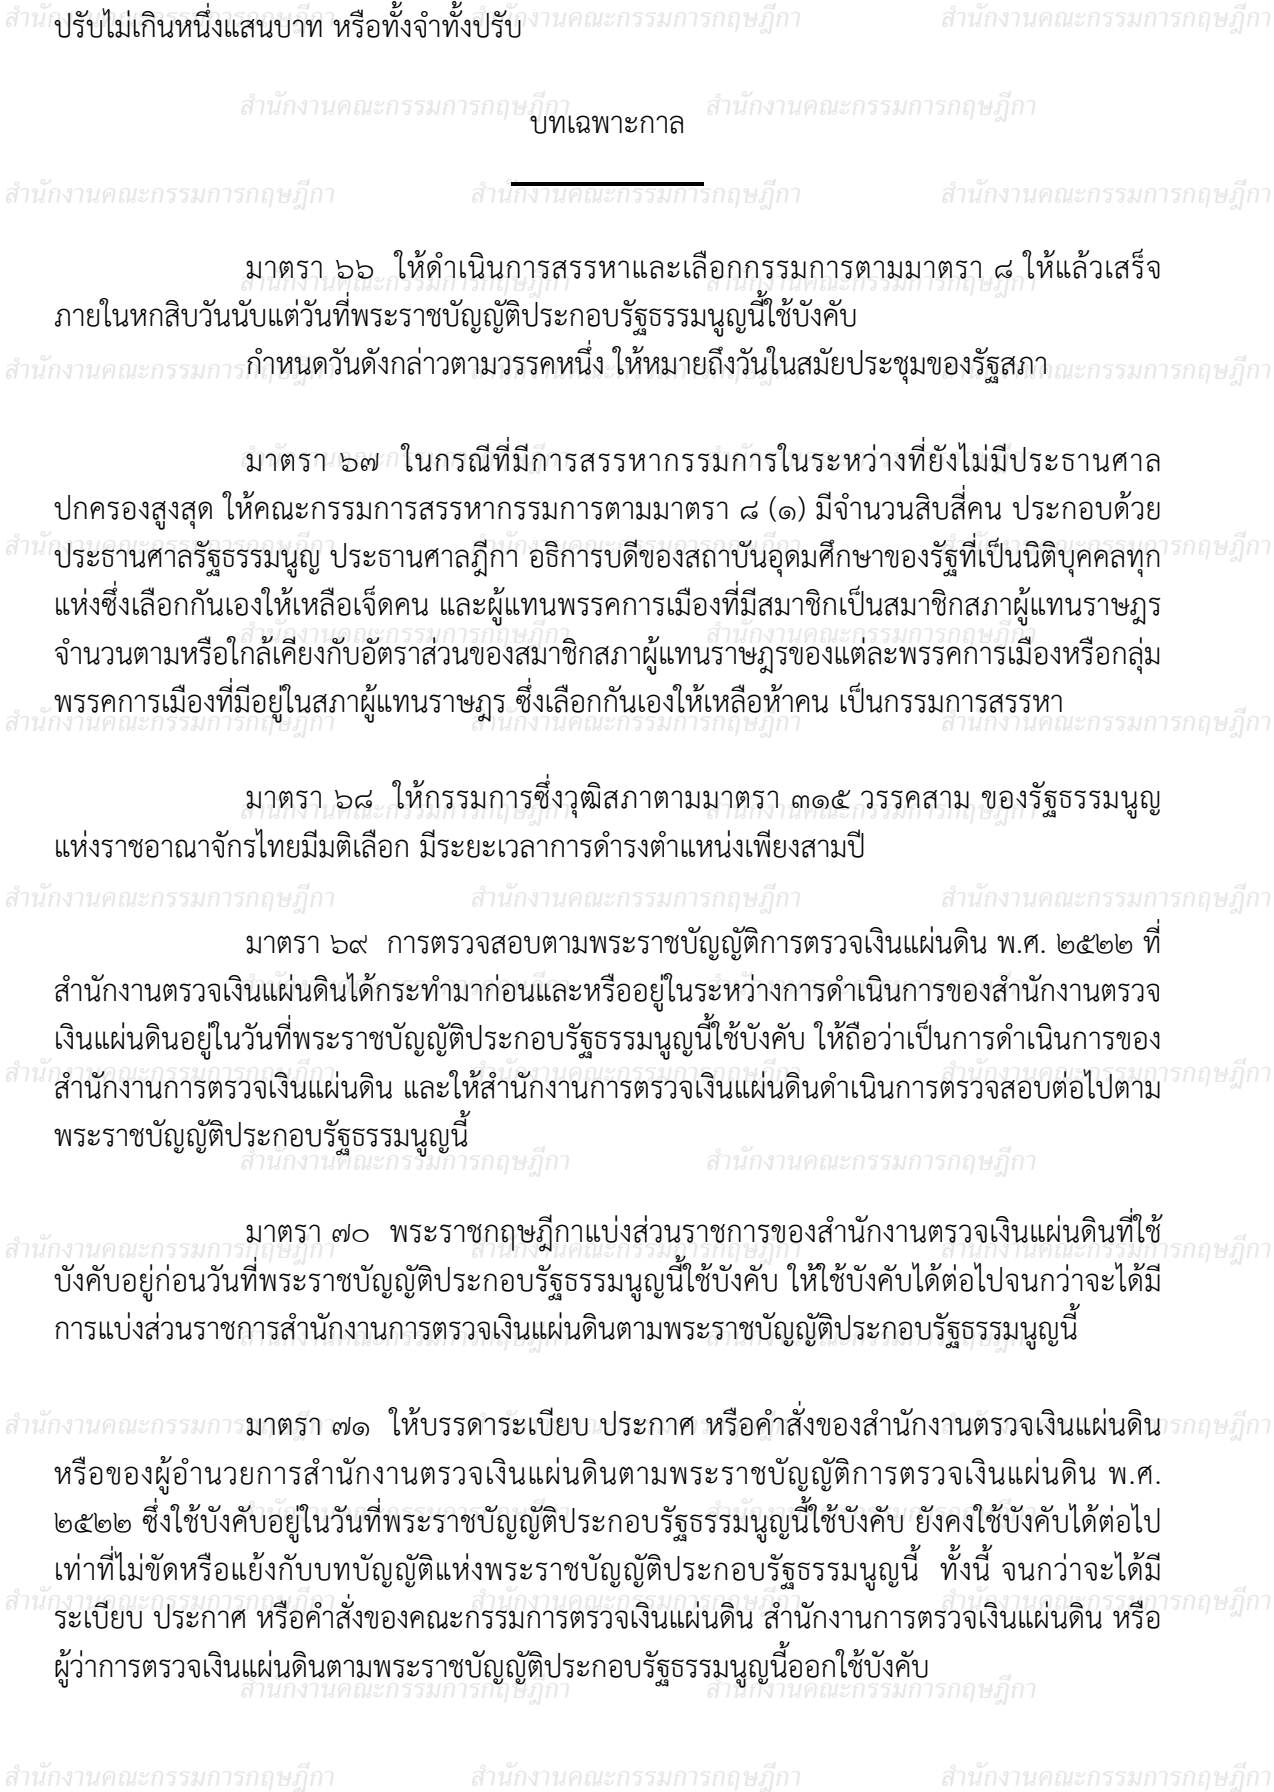 ปรับไม่เกินหนึ่งแสนบาท หรือทั้งจำทั้งปรับ
บทเฉพาะกาล
มาตรา ๖๖  ให้ดำเนินการสรรหาและเลือกกรรมการตามมาตรา ๘ ให้แล้วเสร็จ
ภายในหกสิบวันนับแต่วันที่พระราชบัญญัติประกอบรัฐธรรมนูญนี้ใช้บังคับ
กำหนดวันดังกล่าวตามวรรคหนึ่ง ให้หมายถึงวันในสมัยประชุมของรัฐสภา
มาตรา ๖๗  ในกรณีที่มีการสรรหากรรมการในระหว่างที่ยังไม่มีประธานศาล
ปกครองสูงสุด ให้คณะกรรมการสรรหากรรมการตามมาตรา ๘ (๑) มีจำนวนสิบสี่คน ประกอบด้วย
ประธานศาลรัฐธรรมนูญ ประธานศาลฎีกา อธิการบดีของสถาบันอุดมศึกษาของรัฐที่เป็นนิติบุคคลทุก
แห่งซึ่งเลือกกันเองให้เหลือเจ็ดคน และผู้แทนพรรคการเมืองที่มีสมาชิกเป็นสมาชิกสภาผู้แทนราษฎร
จำนวนตามหรือใกล้เคียงกับอัตราส่วนของสมาชิกสภาผู้แทนราษฎรของแต่ละพรรคการเมืองหรือกลุ่ม
พรรคการเมืองที่มีอยู่ในสภาผู้แทนราษฎร ซึ่งเลือกกันเองให้เหลือห้าคน เป็นกรรมการสรรหา
มาตรา ๖๘  ให้กรรมการซึ่งวุฒิสภาตามมาตรา ๓๑๕ วรรคสาม ของรัฐธรรมนูญ
แห่งราชอาณาจักรไทยมีมติเลือก มีระยะเวลาการดำรงตำแหน่งเพียงสามปี
มาตรา ๖๙  การตรวจสอบตามพระราชบัญญัติการตรวจเงินแผ่นดิน พ.ศ. ๒๕๒๒ ที่
สำนักงานตรวจเงินแผ่นดินได้กระทำมาก่อนและหรืออยู่ในระหว่างการดำเนินการของสำนักงานตรวจ
เงินแผ่นดินอยู่ในวันที่พระราชบัญญัติประกอบรัฐธรรมนูญนี้ใช้บังคับ ให้ถือว่าเป็นการดำเนินการของ
สำนักงานการตรวจเงินแผ่นดิน และให้สำนักงานการตรวจเงินแผ่นดินดำเนินการตรวจสอบต่อไปตาม
พระราชบัญญัติประกอบรัฐธรรมนูญนี้
มาตรา ๗๐  พระราชกฤษฎีกาแบ่งส่วนราชการของสำนักงานตรวจเงินแผ่นดินที่ใช้
บังคับอยู่ก่อนวันที่พระราชบัญญัติประกอบรัฐธรรมนูญนี้ใช้บังคับ ให้ใช้บังคับได้ต่อไปจนกว่าจะได้มี
การแบ่งส่วนราชการสำนักงานการตรวจเงินแผ่นดินตามพระราชบัญญัติประกอบรัฐธรรมนูญนี้
มาตรา ๗๑  ให้บรรดาระเบียบ ประกาศ หรือคำสั่งของสำนักงานตรวจเงินแผ่นดิน
หรือของผู้อำนวยการสำนักงานตรวจเงินแผ่นดินตามพระราชบัญญัติการตรวจเงินแผ่นดิน พ.ศ.
๒๕๒๒ ซึ่งใช้บังคับอยู่ในวันที่พระราชบัญญัติประกอบรัฐธรรมนูญนี้ใช้บังคับ ยังคงใช้บังคับได้ต่อไป
เท่าที่ไม่ขัดหรือแย้งกับบทบัญญัติแห่งพระราชบัญญัติประกอบรัฐธรรมนูญนี้  ทั้งนี้ จนกว่าจะได้มี
ระเบียบ ประกาศ หรือคำสั่งของคณะกรรมการตรวจเงินแผ่นดิน สำนักงานการตรวจเงินแผ่นดิน หรือ
ผู้ว่าการตรวจเงินแผ่นดินตามพระราชบัญญัติประกอบรัฐธรรมนูญนี้ออกใช้บังคับ
สำนักงานคณะกรรมการกฤษฎีกา สำนักงานคณะกรรมการกฤษฎีกา สำนักงานคณะกรรมการกฤษฎีกา